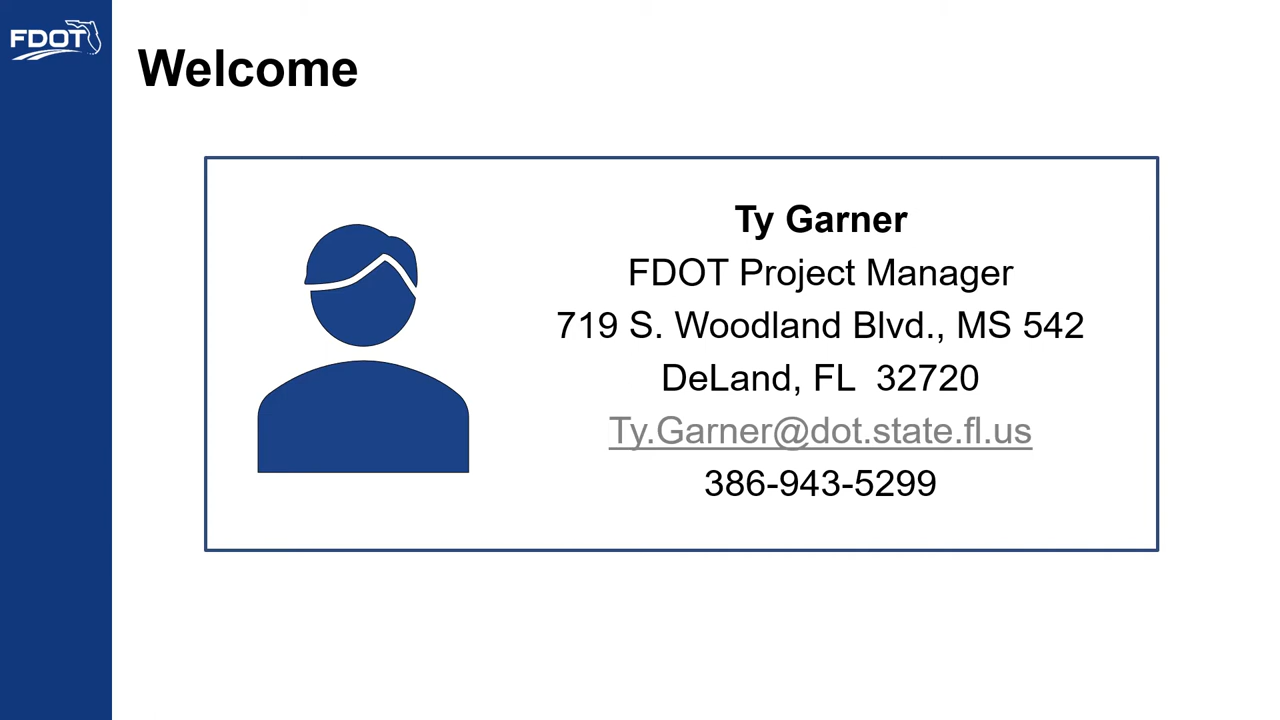 FDOT
Welcome
Ty Garner
FDOT Project Manager
719 S. Woodland Blvd., MS 542
DeLand, FL  32720
Ty.Garner@dot.state.fl.us
386-943-5299